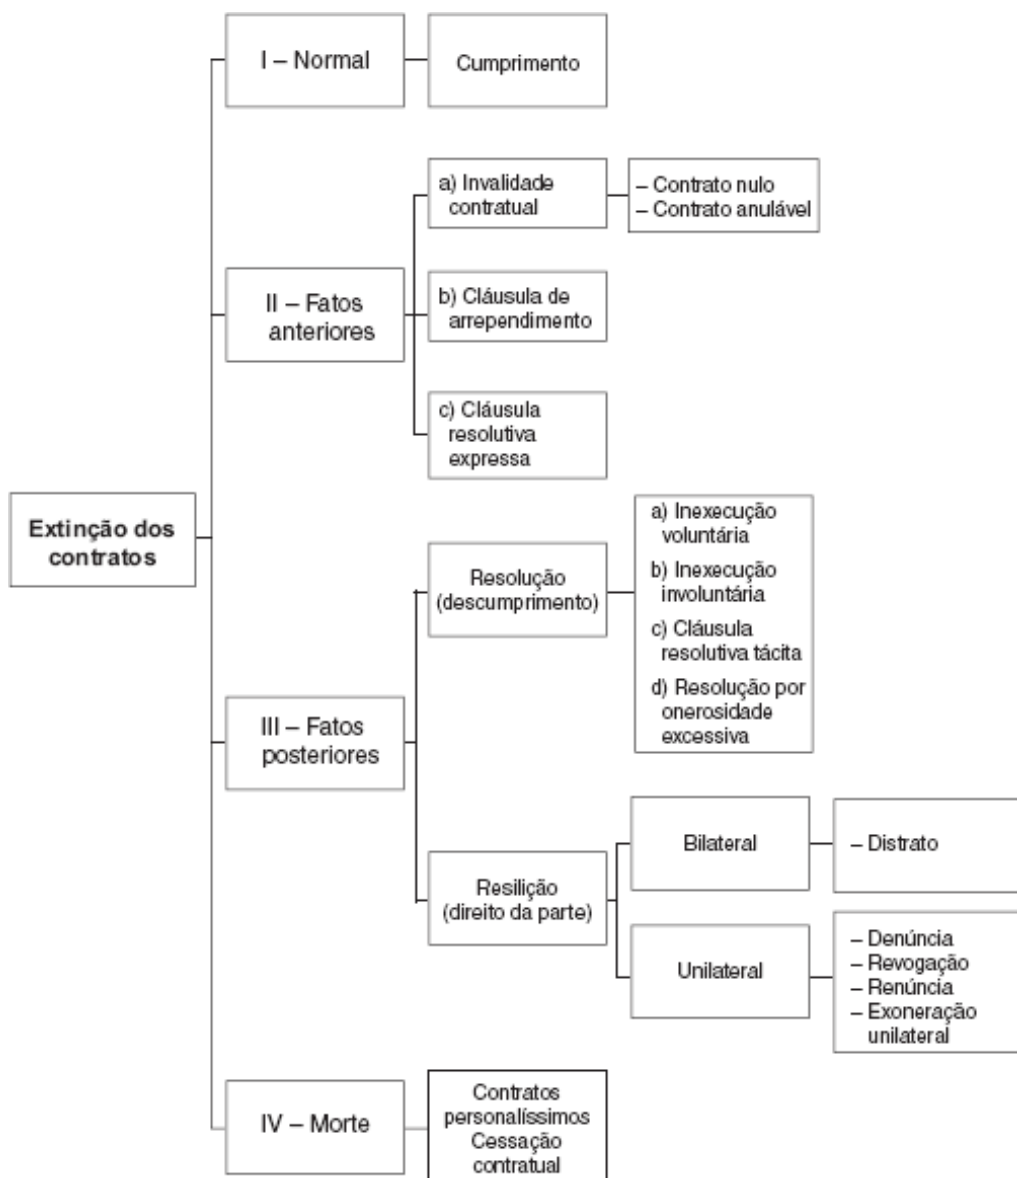 I – Normal
Cumprimento
a) Invalidade
contratual
– Contrato nulo
– Contrato anulável
II – Fatos
anteriores
b) Cláusula de
arrependimento
c) Cláusula
resolutiva
expressa
Extinção dos
contratos
III – Fatos
posteriores
Resolução
(descumprimento)
a) Inexecução
voluntária
b) Inexecução
involuntária
c) Cláusula
resolutiva tácita
d) Resolução por
onerosidade
excessiva
Resilição
(direito da parte)
Bilateral
– Distrato
Unilateral
– Denúncia
– Revogação
– Renúncia
– Exoneração
unilateral
IV – Morte
Contratos
personalíssimos
Cessação
contratual